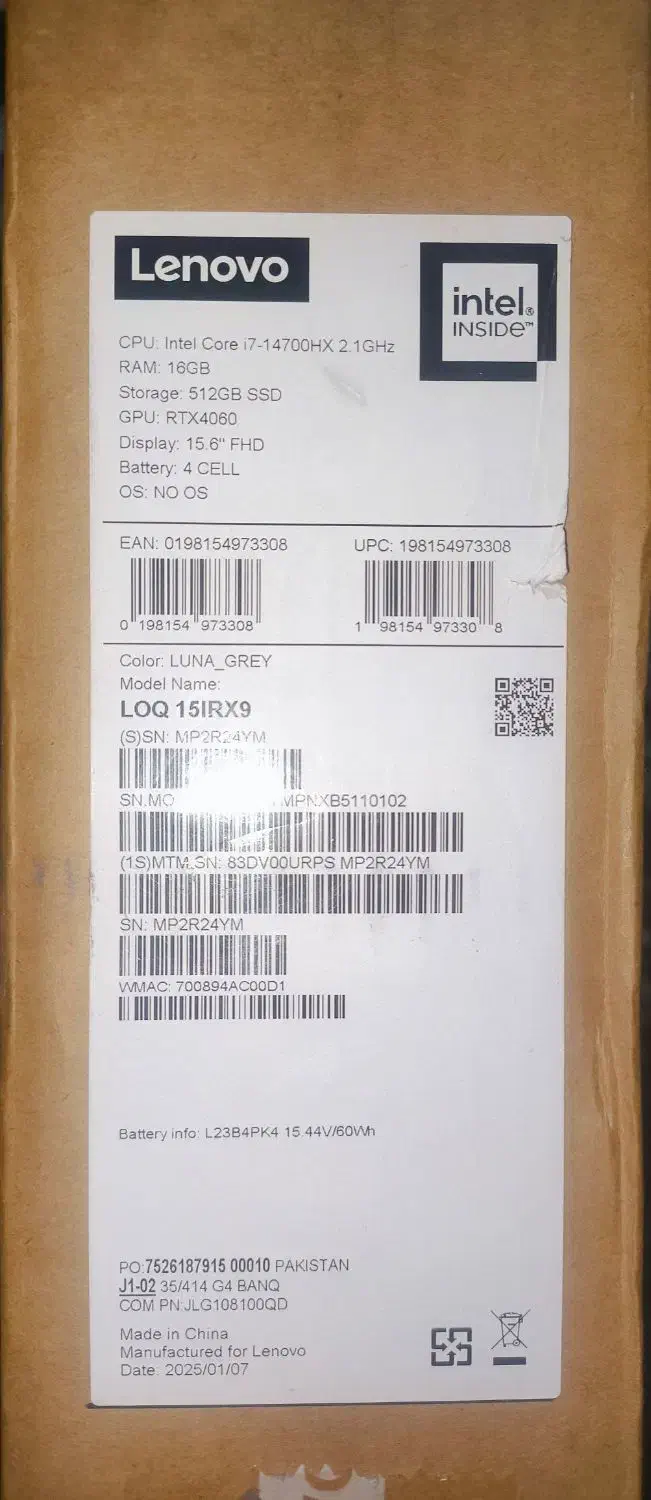 Lenovo
intel®
INSIDE™
CPU: Intel Core i7-14700HX 2.1GHz
RAM: 16GB
Storage: 512GB SSD
GPU: RTX4060
Display: 15.6" FHD
Battery: 4 CELL
OS: NO OS
EAN: 0198154973308
UPC: 198154973308
0 198154 973308
1 98154 97330 8
Color: LUNA_GREY
Model Name:
LOQ 15IRX9
(S)SN: MP2R24YM
SN.MO MPNXB5110102
(1S)MTM_SN: 83DV00URPS MP2R24YM
SN: MP2R24YM
WMAC: 700894AC00D1
Battery info: L23B4PK4 15.44V/60Wh
PO:7526187915 00010 PAKISTAN
J1-02 35/414 G4 BANQ
COM PN:JLG108100QD
Made in China
Manufactured for Lenovo
Date: 2025/01/07